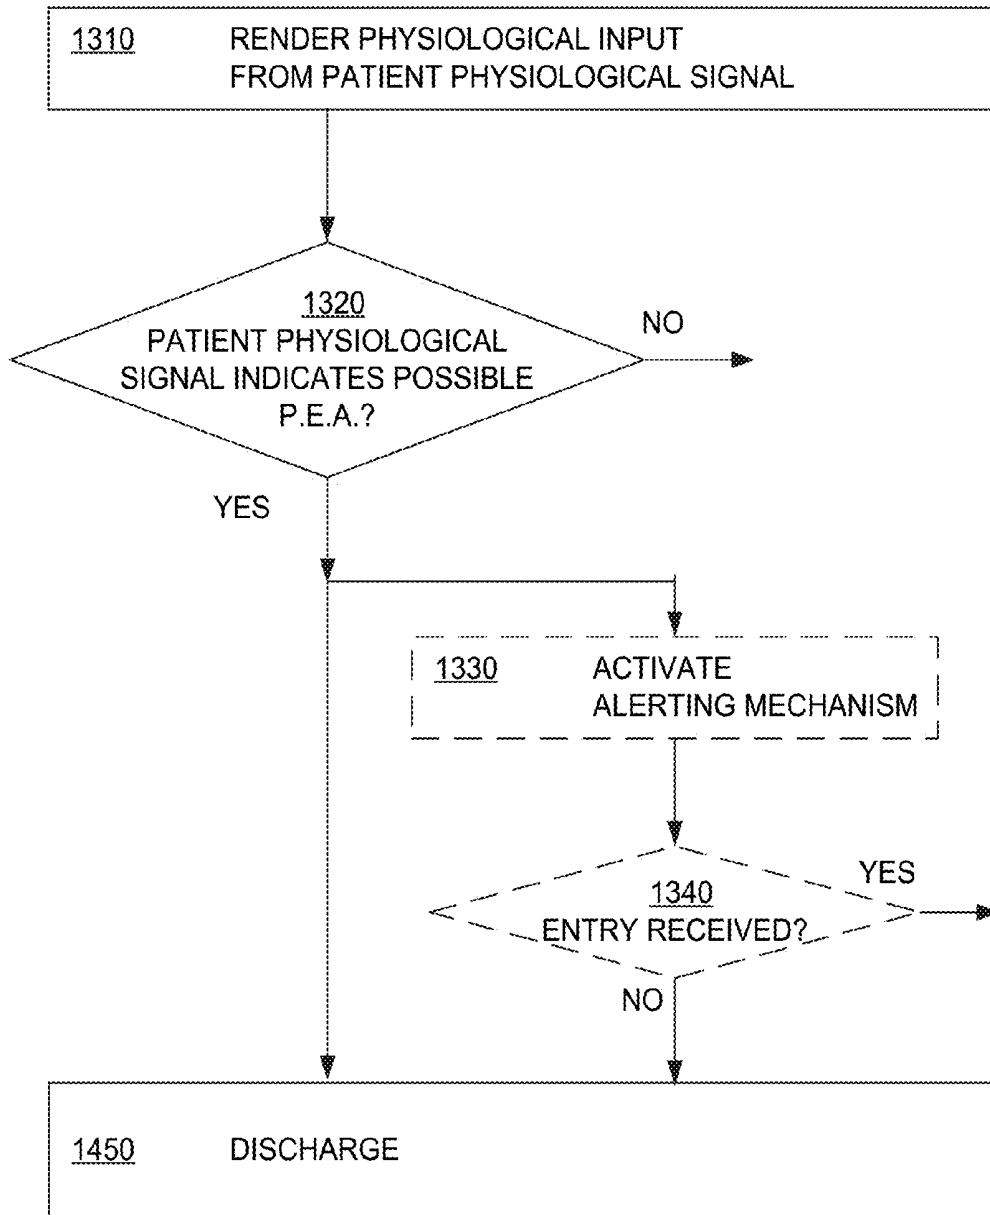 1310 RENDER PHYSIOLOGICAL INPUT
FROM PATIENT PHYSIOLOGICAL SIGNAL
1320
PATIENT PHYSIOLOGICAL
SIGNAL INDICATES POSSIBLE
P.E.A.?
NO
YES
1330 ACTIVATE
ALERTING MECHANISM
1340
ENTRY RECEIVED?
YES
NO
1450 DISCHARGE